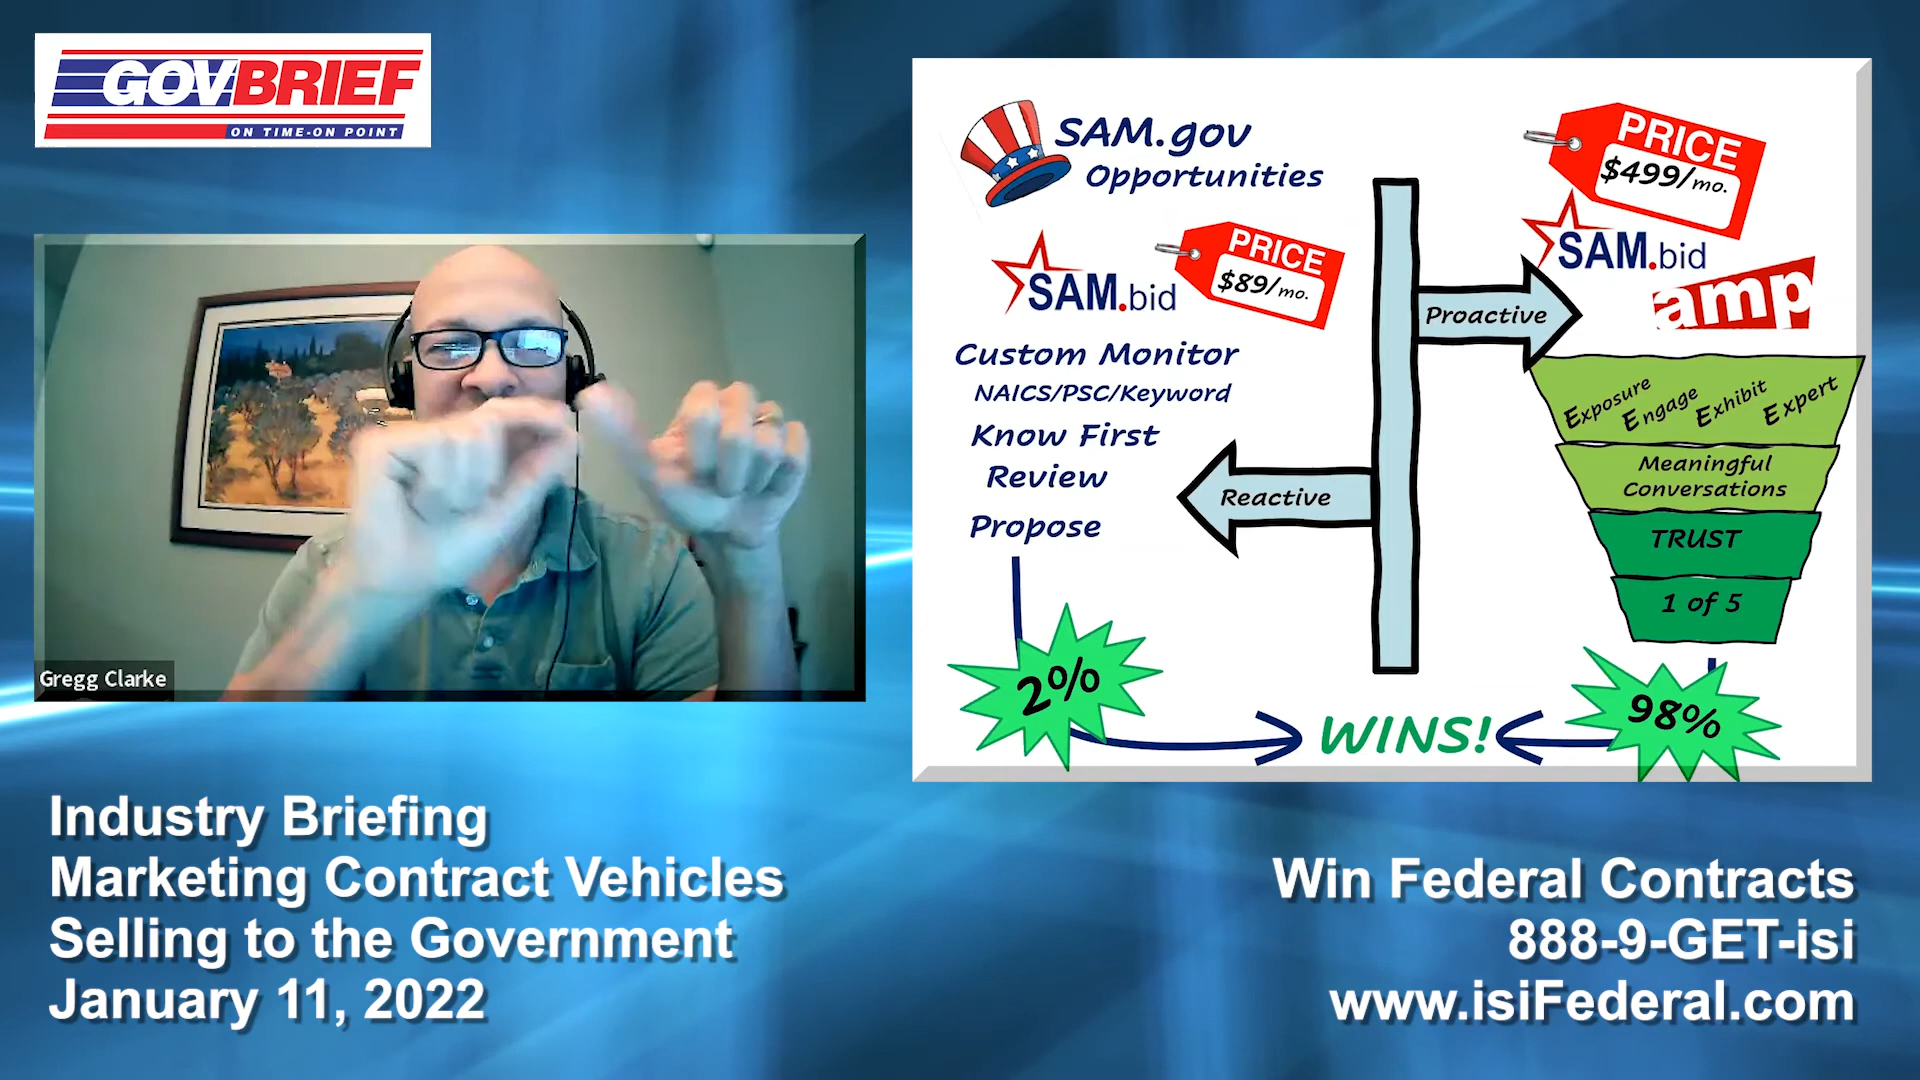 GOVBRIEF
ON TIME-ON POINT
Gregg Clarke
SAM.gov
Opportunities
SAM.bid
PRICE
$89/mo.
Custom Monitor
NAICS/PSC/Keyword
Know First
Review
Propose
2%
Proactive
Reactive
PRICE
$499/mo.
SAM.bid
amp
Exposure Engage Exhibit Expert
Meaningful
Conversations
TRUST
1 of 5
98%
WINS!
Industry Briefing
Marketing Contract Vehicles
Selling to the Government
January 11, 2022
Win Federal Contracts
888-9-GET-isi
www.isiFederal.com